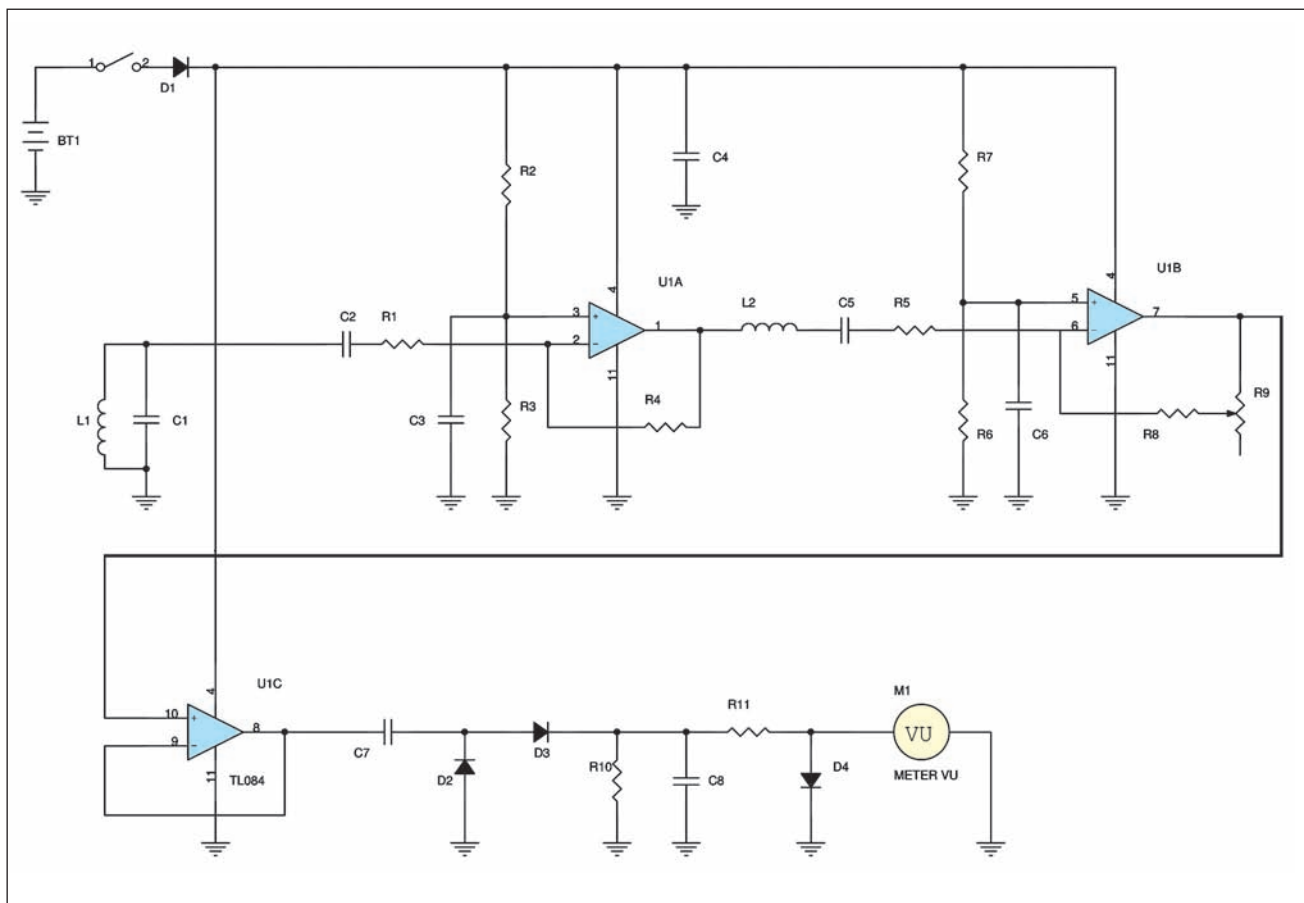 1 2
D1
BT1
R2
C4
R7
U1A
4
3 +
1
2 −
11
C2 R1
L2 C5 R5
U1B
4
5 +
7
6 −
11
L1 C1
C3 R3 R4
R6 C6 R8 R9
U1C
4
10 +
8
9 −
11
TL084
C7
D2
D3
R10
C8
R11
D4
M1
VU
METER VU